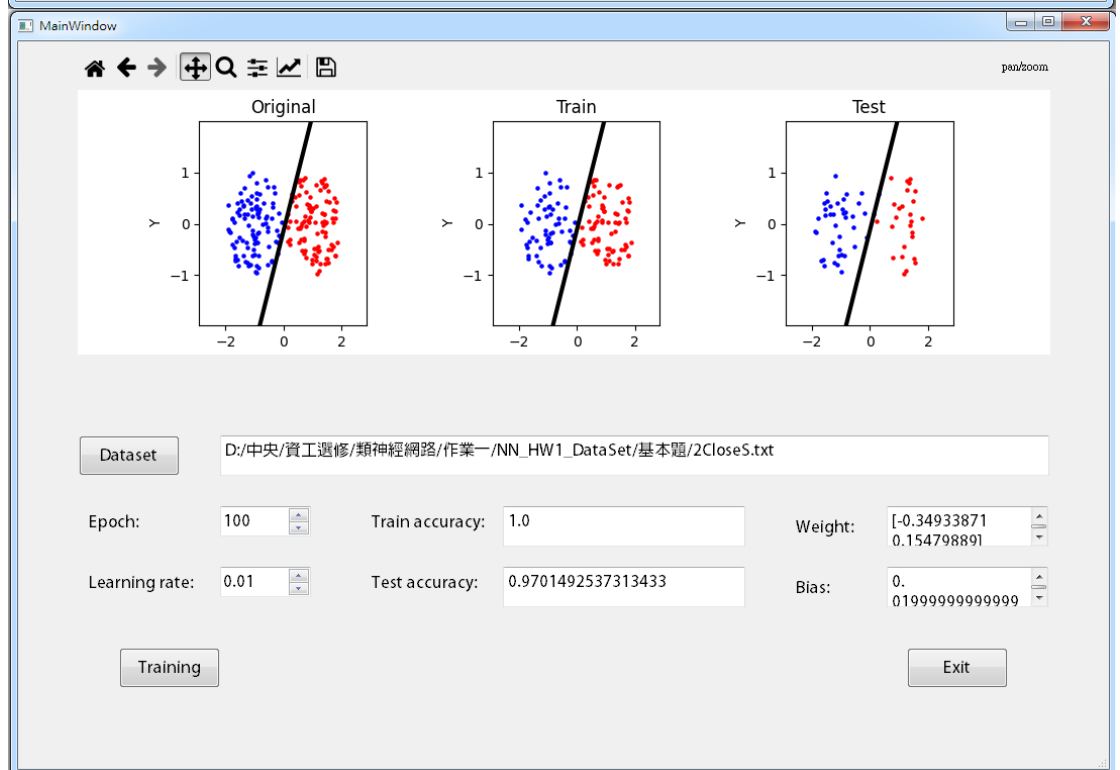 MainWindow
pan/zoom
Original
Train
Test
1
0
−1
Y
−2 0 2
1
0
−1
Y
−2 0 2
1
0
−1
Y
−2 0 2
Dataset
D:/中央/資工選修/類神經網路/作業一/NN_HW1_DataSet/基本題/2CloseS.txt
Epoch: 100
Train accuracy: 1.0
Weight: [-0.34933871
0.15479889]
Learning rate: 0.01
Test accuracy: 0.9701492537313433
Bias: 0.
01999999999999
Training
Exit